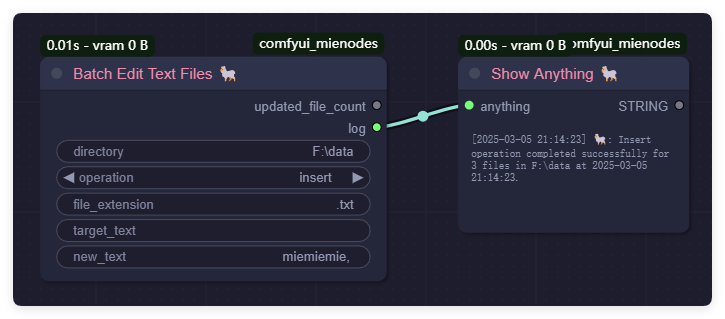 0.01s - vram 0 B
comfyui_mienodes
Batch Edit Text Files 🐑
updated_file_count
log
directory F:\data
◀ operation insert ▶
file_extension .txt
target_text
new_text miemiemie,
0.00s - vram 0 B
omfyui_mienodes
Show Anything 🐑
anything STRING
[2025-03-05 21:14:23] 🐑: Insert
operation completed successfully for
3 files in F:\data at 2025-03-05
21:14:23.